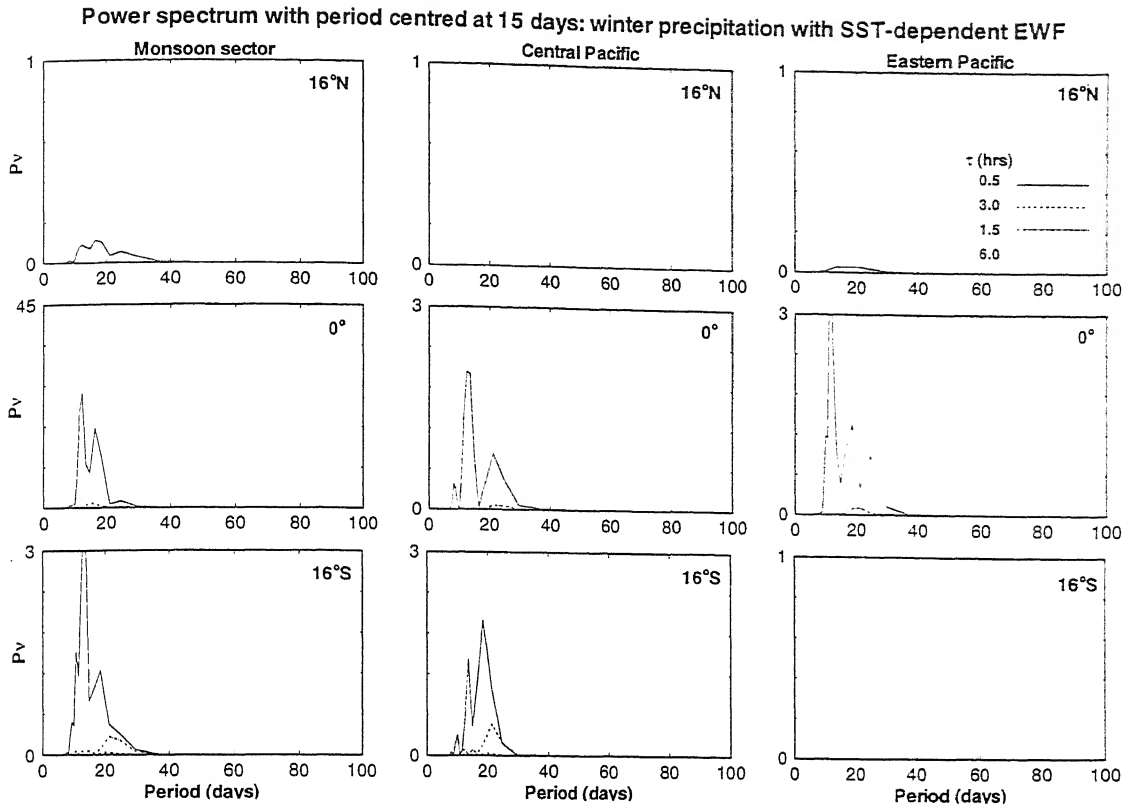 Power spectrum with period centred at 15 days: winter precipitation with SST-dependent EWF
Monsoon sector
Central Pacific
Eastern Pacific
1
16°N
Pν
0
0 20 40 60 80 100
1
16°N
0
0 20 40 60 80 100
1
16°N
τ (hrs)
0.5
3.0
1.5
6.0
0
0 20 40 60 80 100
45
0°
Pν
0
0 20 40 60 80 100
3
0°
0
0 20 40 60 80 100
3
0°
0
0 20 40 60 80 100
3
16°S
Pν
0
0 20 40 60 80 100
Period (days)
3
16°S
0
0 20 40 60 80 100
Period (days)
1
16°S
0
0 20 40 60 80 100
Period (days)